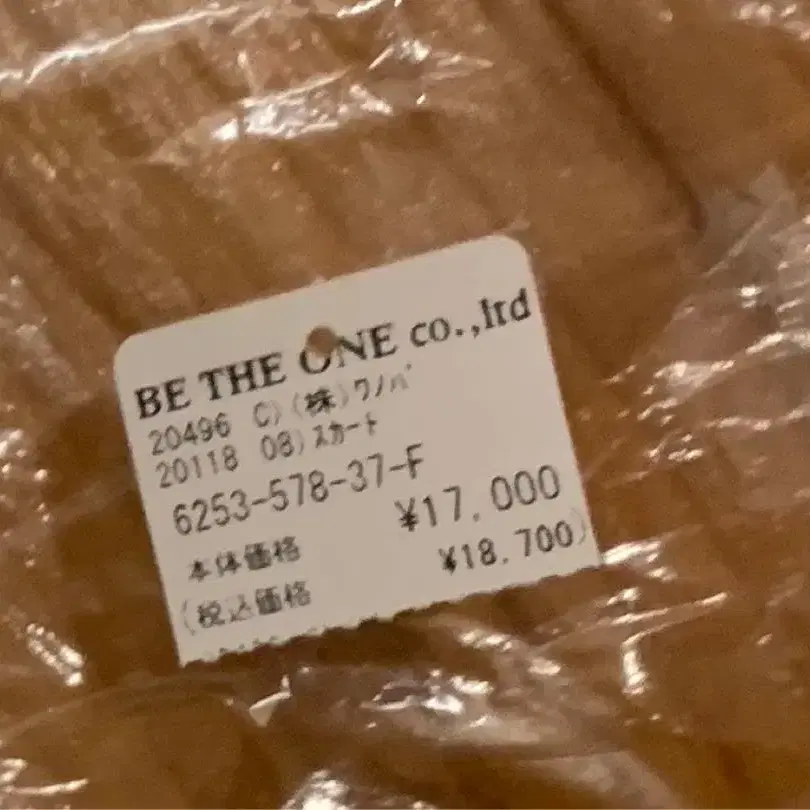 BE THE ONE co.,ltd
20496 C) (株)ワノバ
20118 08)スカート
6253-578-37-F
本体価格 ¥17,000
(税込価格 ¥18,700)